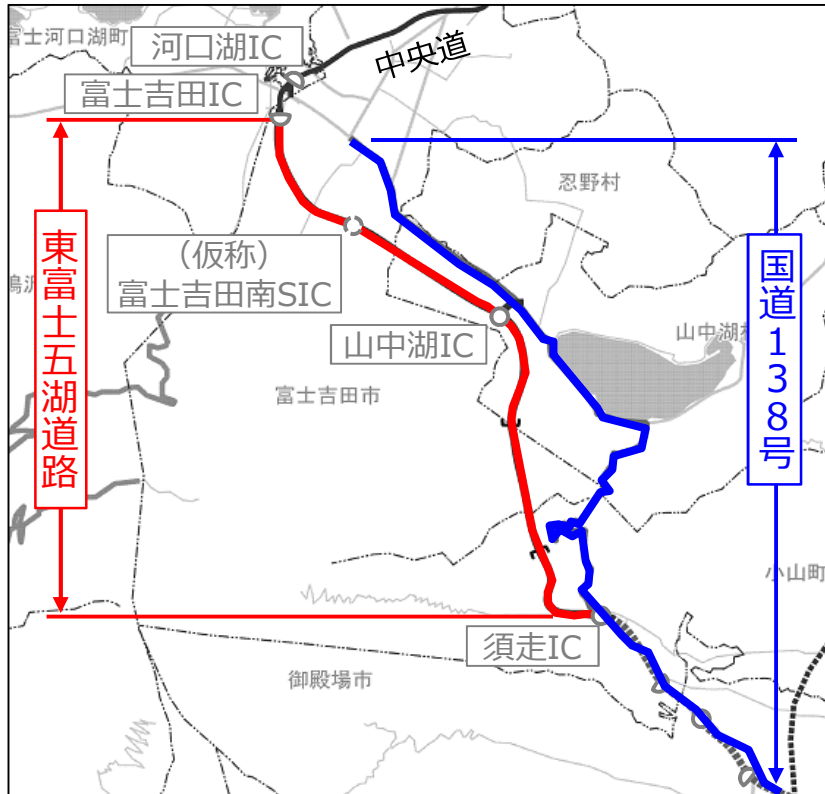 富士河口湖町
河口湖IC
中央道
富士吉田IC
忍野村
(仮称)
富士吉田南SIC
東富士五湖道路
国道138号
山中湖IC
山中湖
富士吉田市
小山町
須走IC
御殿場市